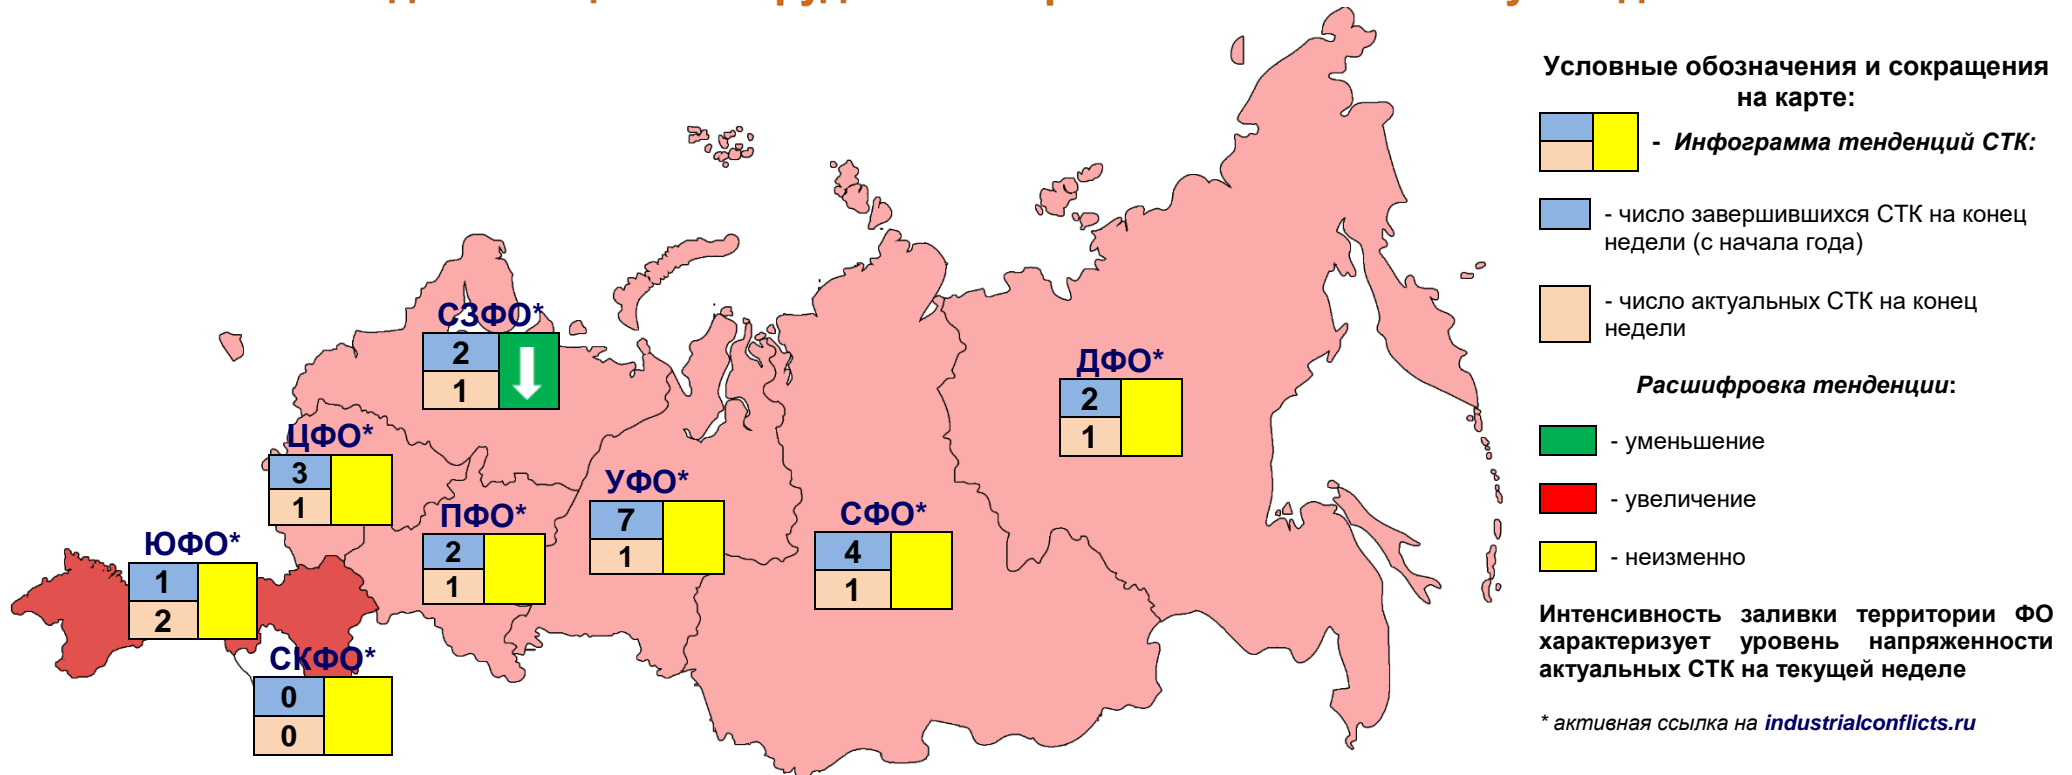 СЗФО*
2
1
ДФО*
2
1
ЦФО*
3
1
УФО*
7
1
ПФО*
2
1
СФО*
4
1
ЮФО*
1
2
СКФО*
0
0
Условные обозначения и сокращения
на карте:
- Инфограмма тенденций СТК:
- число завершившихся СТК на конец
недели (с начала года)
- число актуальных СТК на конец
недели
Расшифровка тенденции:
- уменьшение
- увеличение
- неизменно
Интенсивность заливки территории ФО
характеризует уровень напряженности
актуальных СТК на текущей неделе
* активная ссылка на industrialconflicts.ru